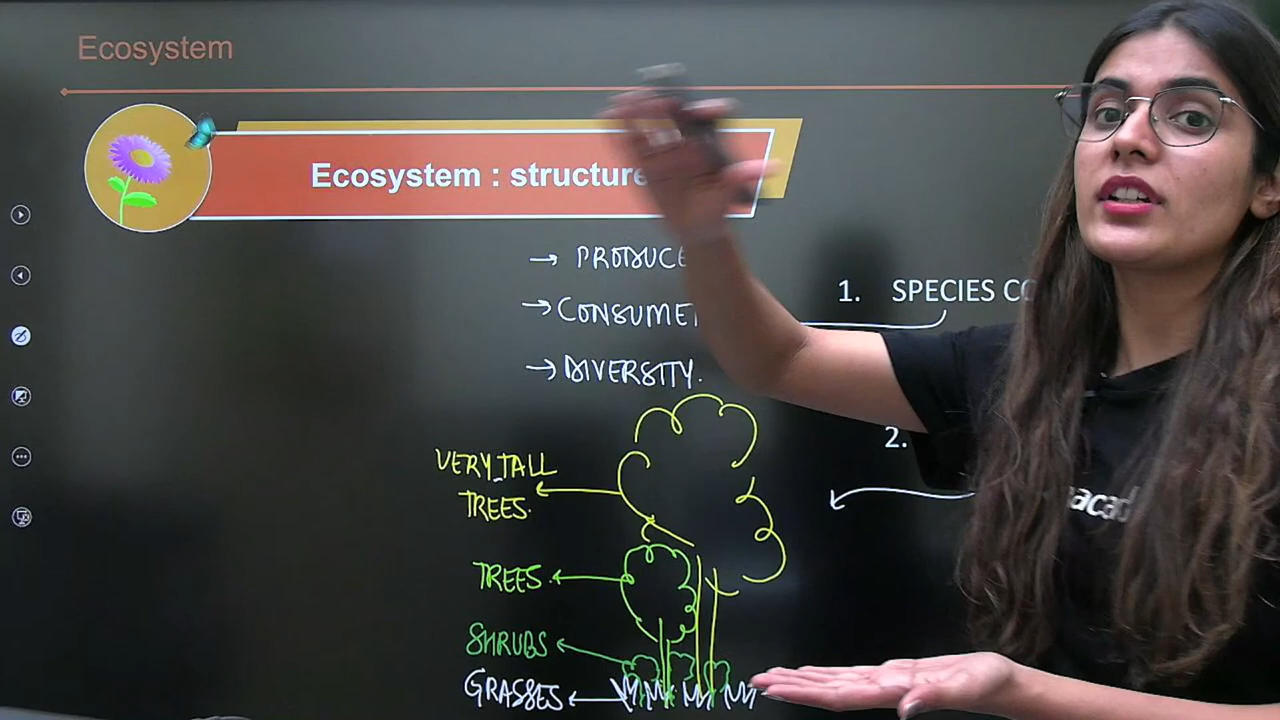 Ecosystem
Ecosystem : structure
→ PRODUCE
→ CONSUME
→ DIVERSITY.
1. SPECIES
2.
VERY TALL
TREES.
TREES.
SHRUBS
GRASSES